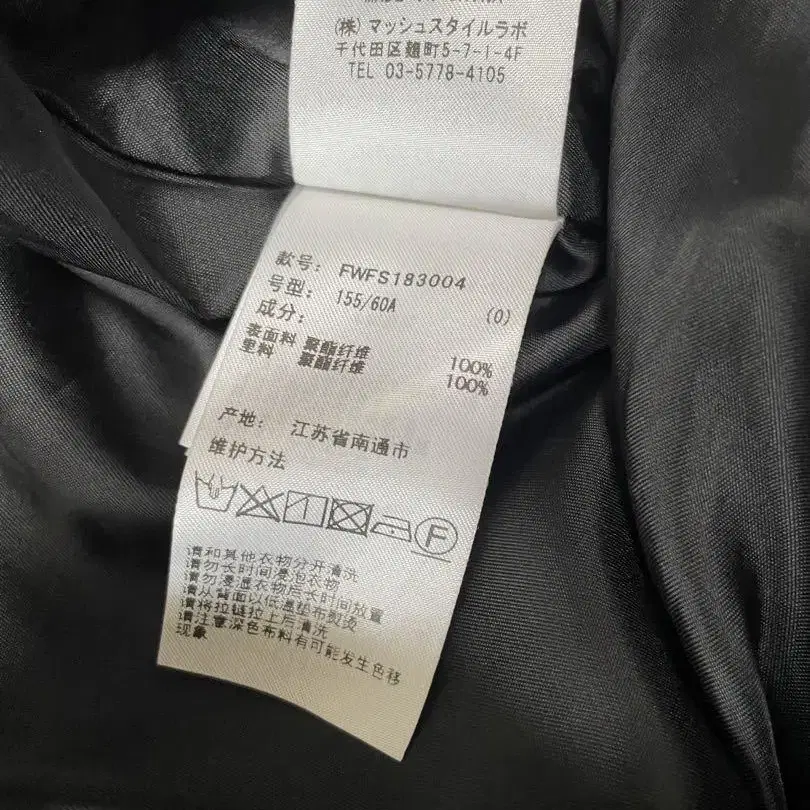 (株) マッシュスタイルラボ
千代田区麹町5-7-1-4F
TEL 03-5778-4105
款号: FWFS183004
号型: 155/60A (0)
成分:
表面料 聚酯纤维 100%
里料 聚酯纤维 100%
产地: 江苏省南通市
维护方法
F
请和其他衣物分开清洗
请勿长时间浸泡衣物
请勿浸湿衣物后长时间放置
请从背面以低温垫布熨烫
请将拉链拉上后清洗
请注意深色布料有可能发生色移
现象